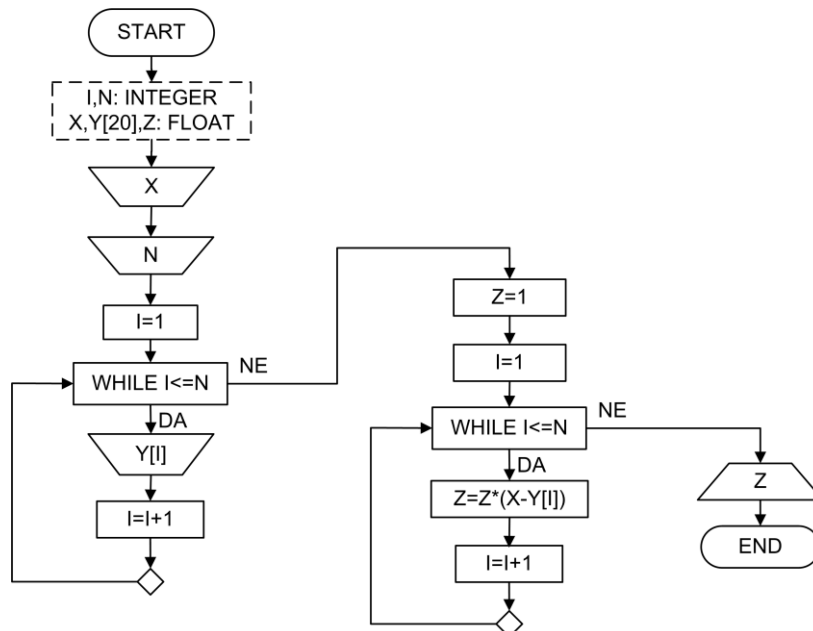 START
I,N: INTEGER
X,Y[20],Z: FLOAT
X
N
I=1
WHILE I<=N
NE
DA
Y[I]
I=I+1
Z=1
I=1
WHILE I<=N
NE
DA
Z=Z*(X-Y[I])
I=I+1
Z
END